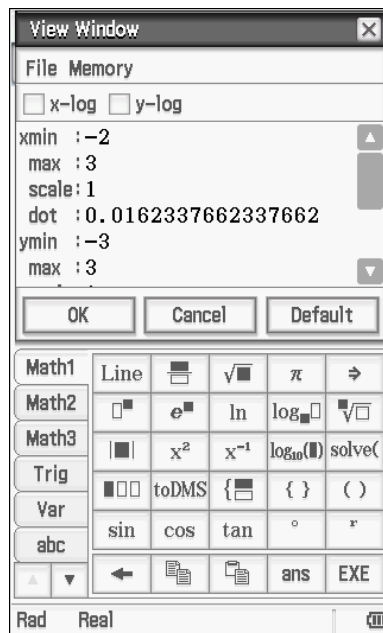 View Window
File Memory
x-log y-log
xmin :-2
max :3
scale:1
dot :0.0162337662337662
ymin :-3
max :3
OK Cancel Default
Math1 Line √■ π ⇒
Math2 □■ e■ ln log■□ ■√□
Math3 |■| x² x⁻¹ log₁₀(■) solve(
Trig ■□□ toDMS { } ( )
Var sin cos tan ° r
abc
ans EXE
Rad Real